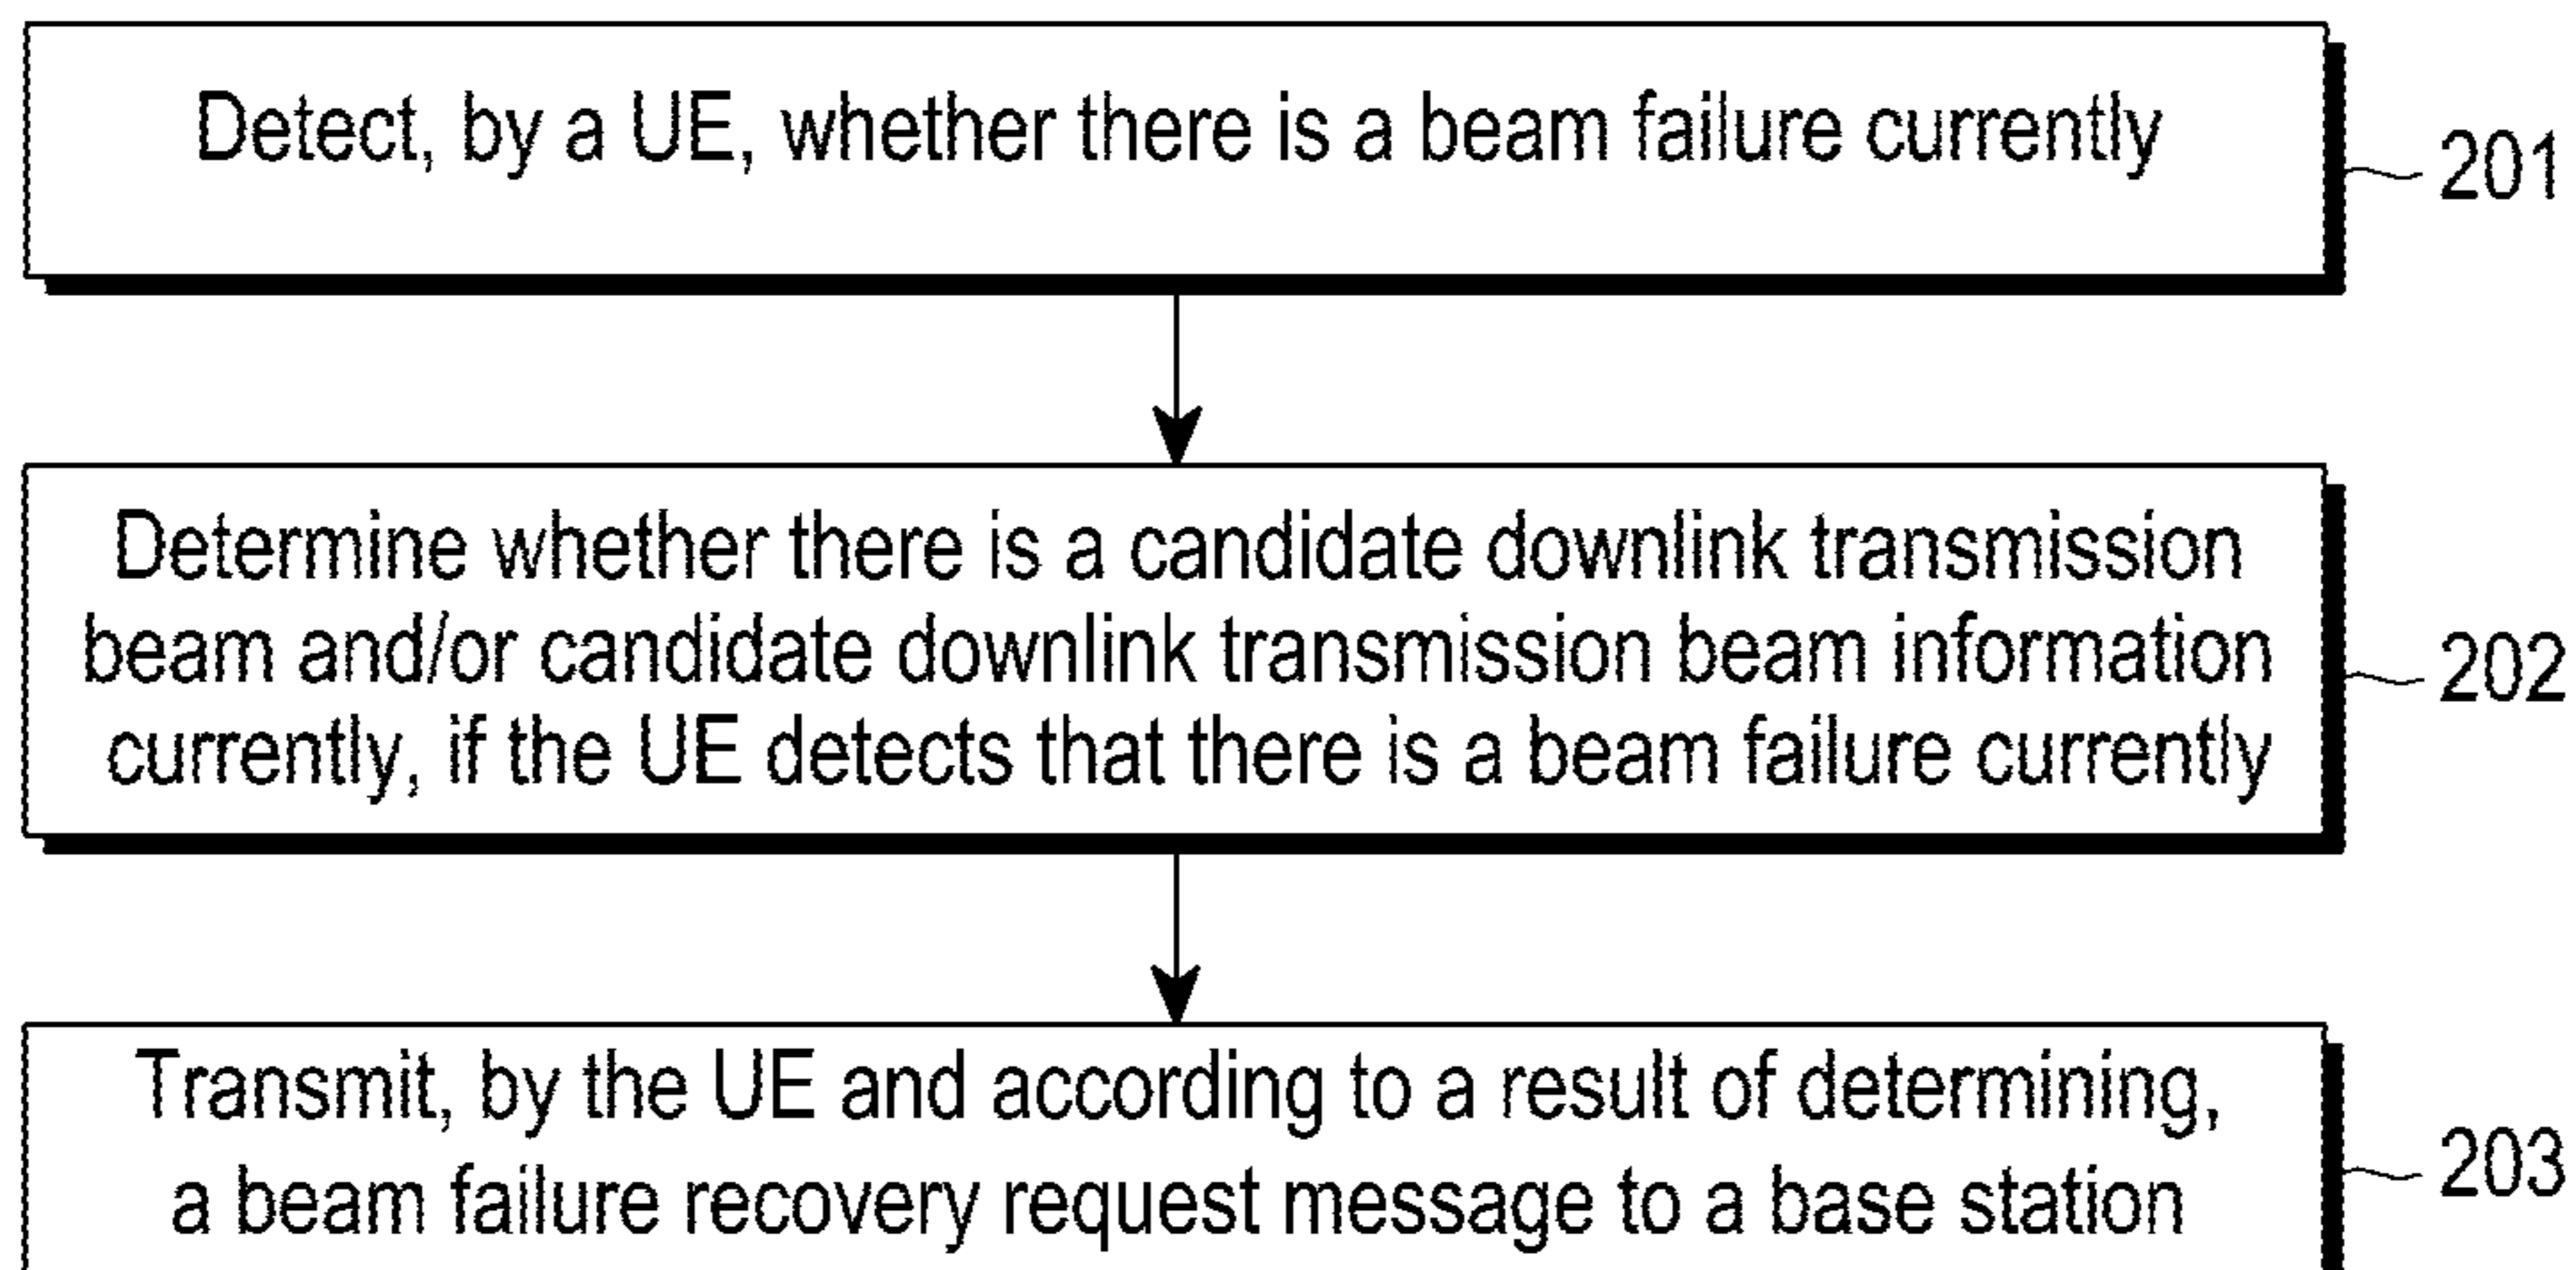 Detect, by a UE, whether there is a beam failure currently
201
Determine whether there is a candidate downlink transmission
beam and/or candidate downlink transmission beam information
currently, if the UE detects that there is a beam failure currently
202
Transmit, by the UE and according to a result of determining,
a beam failure recovery request message to a base station
203